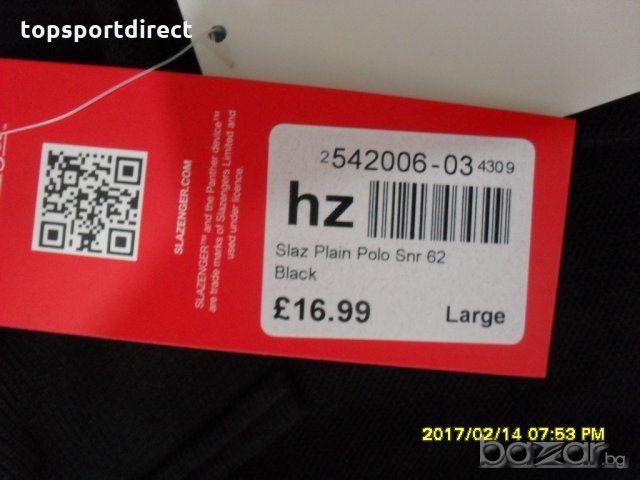 topsportdirect
2 542006-03 4309
hz
Slaz Plain Polo Snr 62
Black
£16.99 Large
SLAZENGER.COM
SLAZENGER™ and the Panther device™
are trade marks of Slazengers Limited and
used under licence.
2017/02/14 07:53 PM
bazar.bg